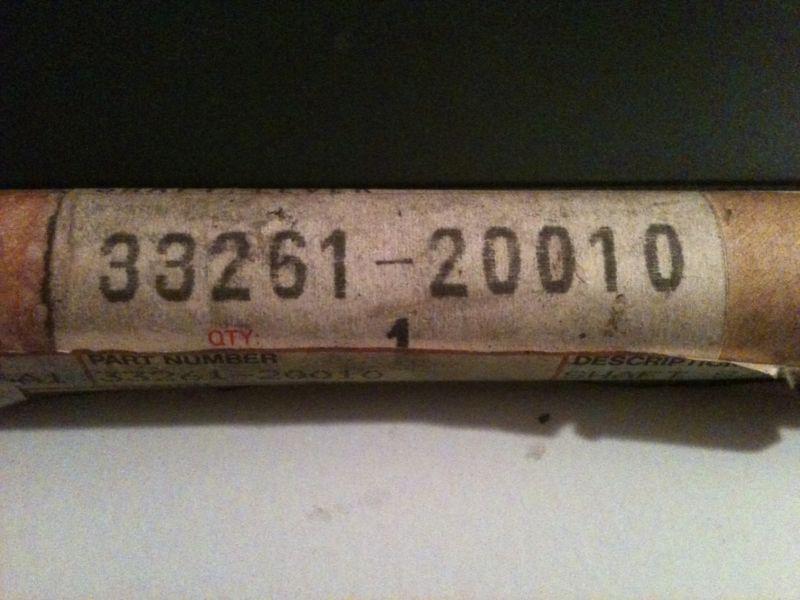 33261-20010
QTY: 1
PART NUMBER DESCRIPTION
33261-20010